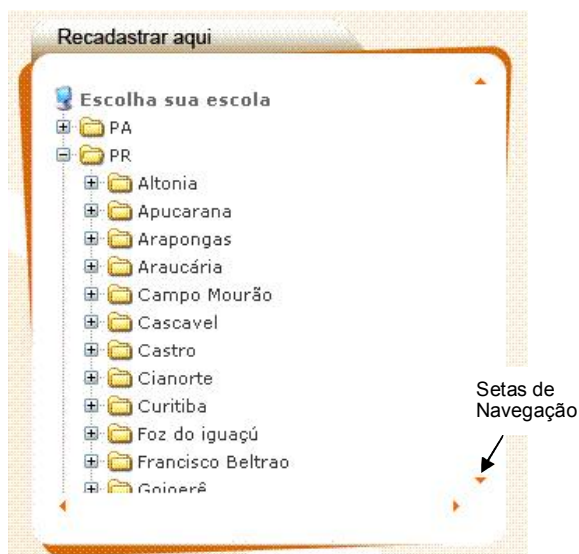 Recadastrar aqui
Escolha sua escola
PA
PR
Altonia
Apucarana
Arapongas
Araucária
Campo Mourão
Cascavel
Castro
Cianorte
Curitiba
Foz do iguaçú
Francisco Beltrao
Goioerê
Setas de
Navegação